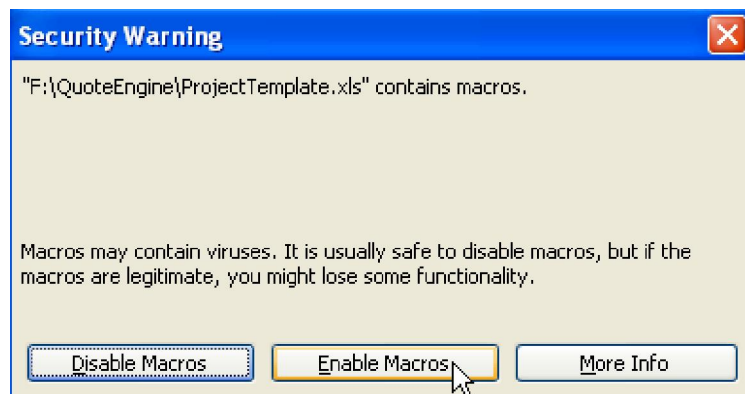 Security Warning
"F:\QuoteEngine\ProjectTemplate.xls" contains macros.
Macros may contain viruses. It is usually safe to disable macros, but if the
macros are legitimate, you might lose some functionality.
Disable Macros Enable Macros More Info